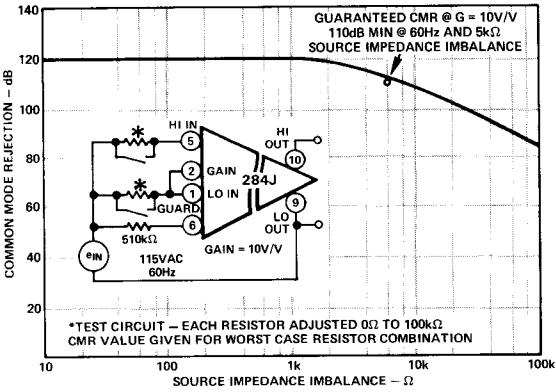 140
120
100
80
60
40
20
COMMON MODE REJECTION – dB
GUARANTEED CMR @ G = 10V/V
110dB MIN @ 60Hz AND 5kΩ
SOURCE IMPEDANCE IMBALANCE
*
HI IN
5
2
GAIN
*
1
LO IN
GUARD
6
510kΩ
284J
HI
OUT
10
9
LO
OUT
GAIN = 10V/V
eIN
115VAC
60Hz
*TEST CIRCUIT – EACH RESISTOR ADJUSTED 0Ω TO 100kΩ
CMR VALUE GIVEN FOR WORST CASE RESISTOR COMBINATION
10
100
1k
10k
100k
SOURCE IMPEDANCE IMBALANCE – Ω